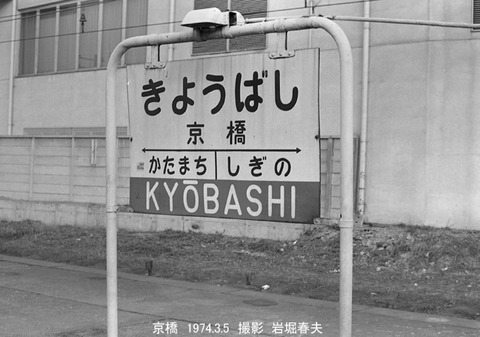 きようばし
京橋
かたまち しぎの
KYŌBASHI
京橋 1974.3.5 撮影 岩堀春夫